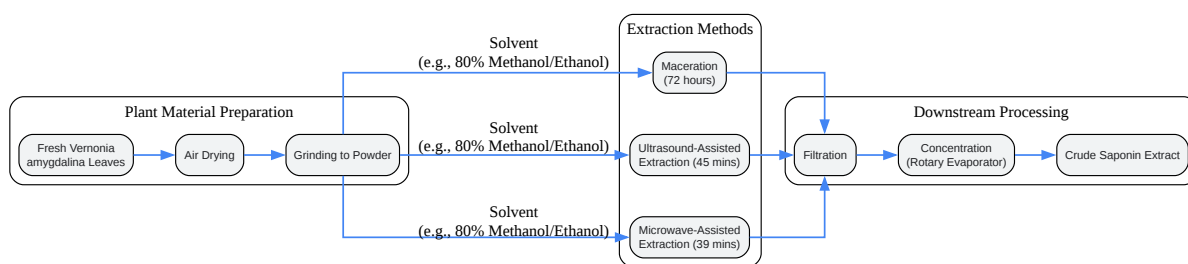 Plant Material Preparation
Fresh Vernonia
amygdalina Leaves
Air Drying
Grinding to Powder
Solvent
(e.g., 80% Methanol/Ethanol)
Solvent
(e.g., 80% Methanol/Ethanol)
Solvent
(e.g., 80% Methanol/Ethanol)
Extraction Methods
Maceration
(72 hours)
Ultrasound-Assisted
Extraction (45 mins)
Microwave-Assisted
Extraction (39 mins)
Downstream Processing
Filtration
Concentration
(Rotary Evaporator)
Crude Saponin Extract